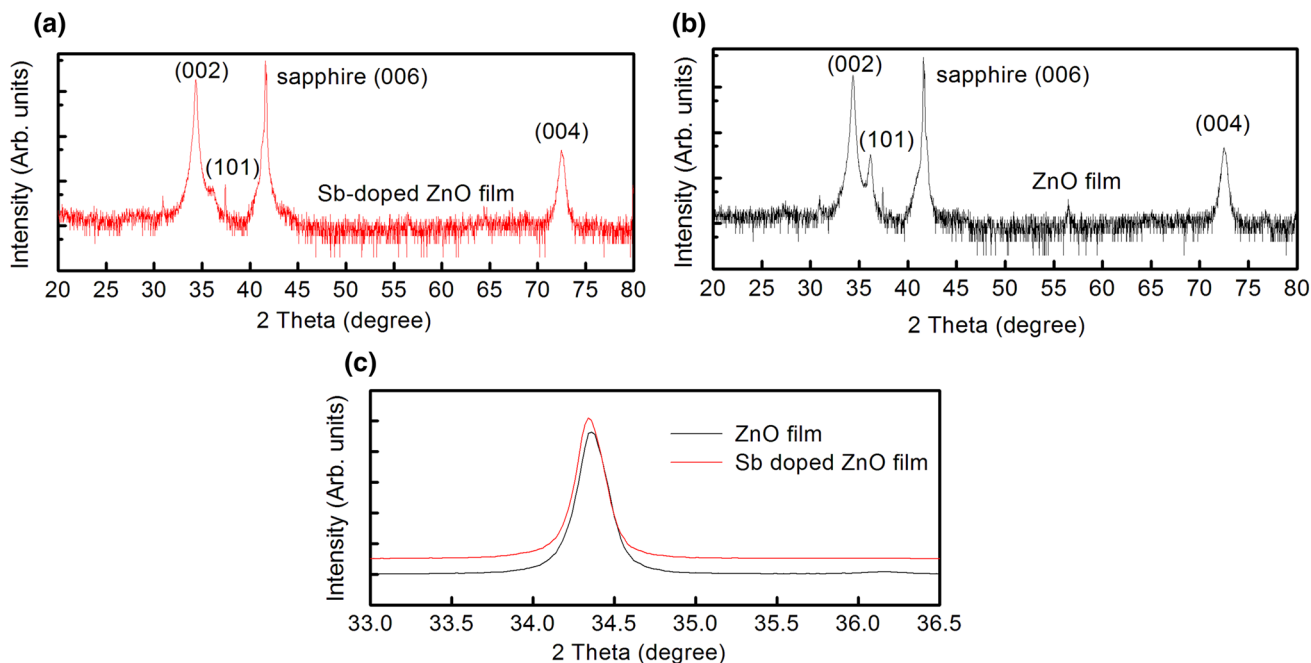 (a)
(002)
sapphire (006)
(101)
(004)
Sb-doped ZnO film
Intensity (Arb. units)
20 25 30 35 40 45 50 55 60 65 70 75 80
2 Theta (degree)
(b)
(002)
sapphire (006)
(101)
(004)
ZnO film
Intensity (Arb. units)
20 25 30 35 40 45 50 55 60 65 70 75 80
2 Theta (degree)
(c)
ZnO film
Sb doped ZnO film
Intensity (Arb. units)
33.0 33.5 34.0 34.5 35.0 35.5 36.0 36.5
2 Theta (degree)